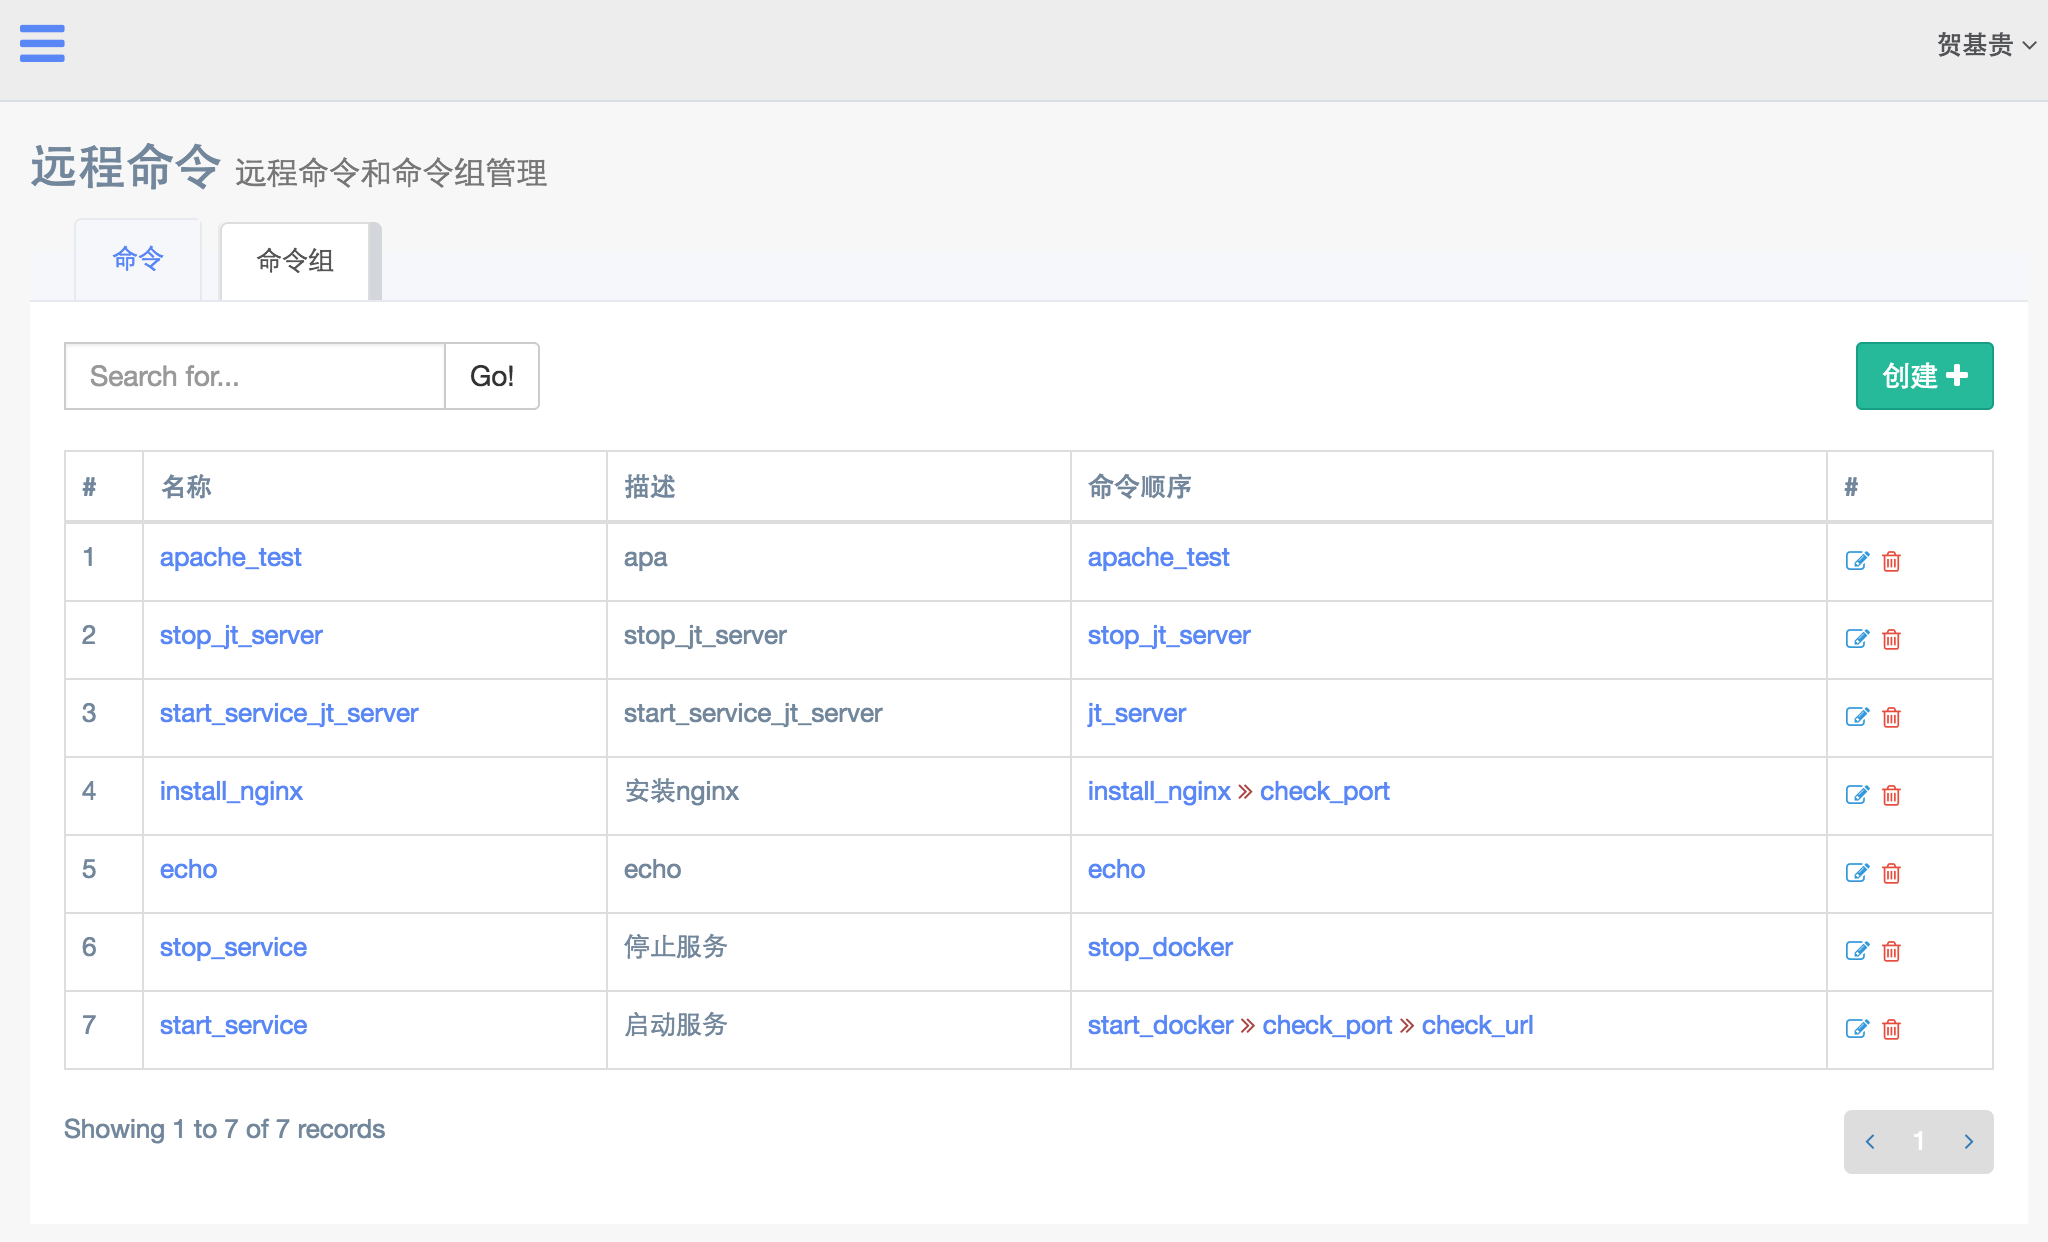 贺基贵
远程命令 远程命令和命令组管理
命令 命令组
Search for... Go! 创建
# 名称 描述 命令顺序 #
1 apache_test apa apache_test
2 stop_jt_server stop_jt_server stop_jt_server
3 start_service_jt_server start_service_jt_server jt_server
4 install_nginx 安装nginx install_nginx » check_port
5 echo echo echo
6 stop_service 停止服务 stop_docker
7 start_service 启动服务 start_docker » check_port » check_url
Showing 1 to 7 of 7 records
1